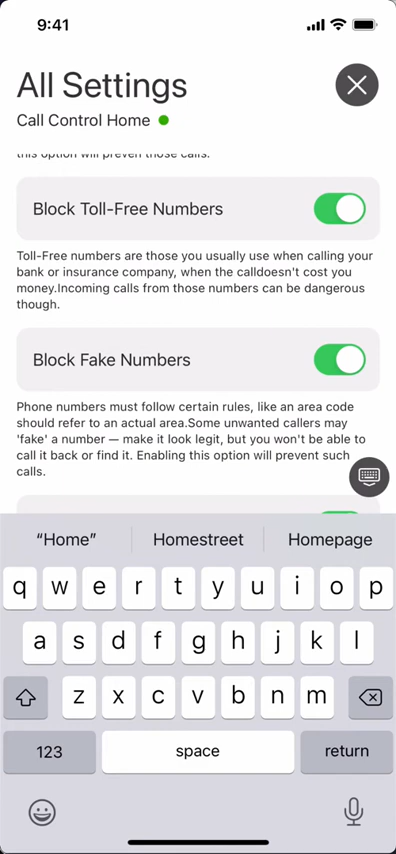 9:41
All Settings
Call Control Home
this option will prevent those calls.
Block Toll-Free Numbers
Toll-Free numbers are those you usually use when calling your
bank or insurance company, when the calldoesn't cost you
money.Incoming calls from those numbers can be dangerous
though.
Block Fake Numbers
Phone numbers must follow certain rules, like an area code
should refer to an actual area.Some unwanted callers may
'fake' a number — make it look legit, but you won't be able to
call it back or find it. Enabling this option will prevent such
calls.
“Home” Homestreet Homepage
q w e r t y u i o p
a s d f g h j k l
z x c v b n m
123 space return